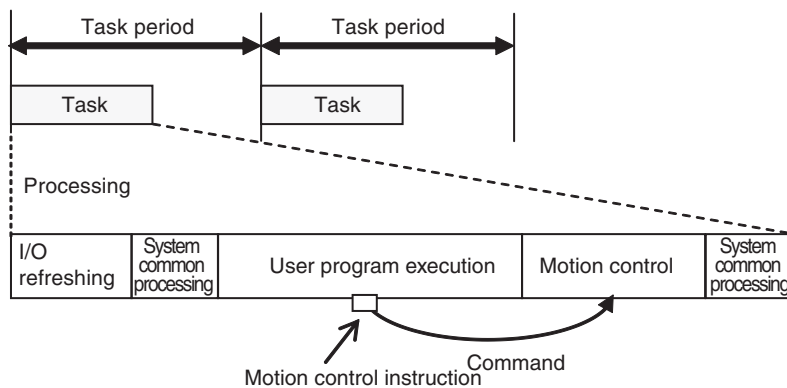 Task period
Task period
Task
Task
Processing
I/O
refreshing
System
common
processing
User program execution
Motion control
System
common
processing
Command
Motion control instruction